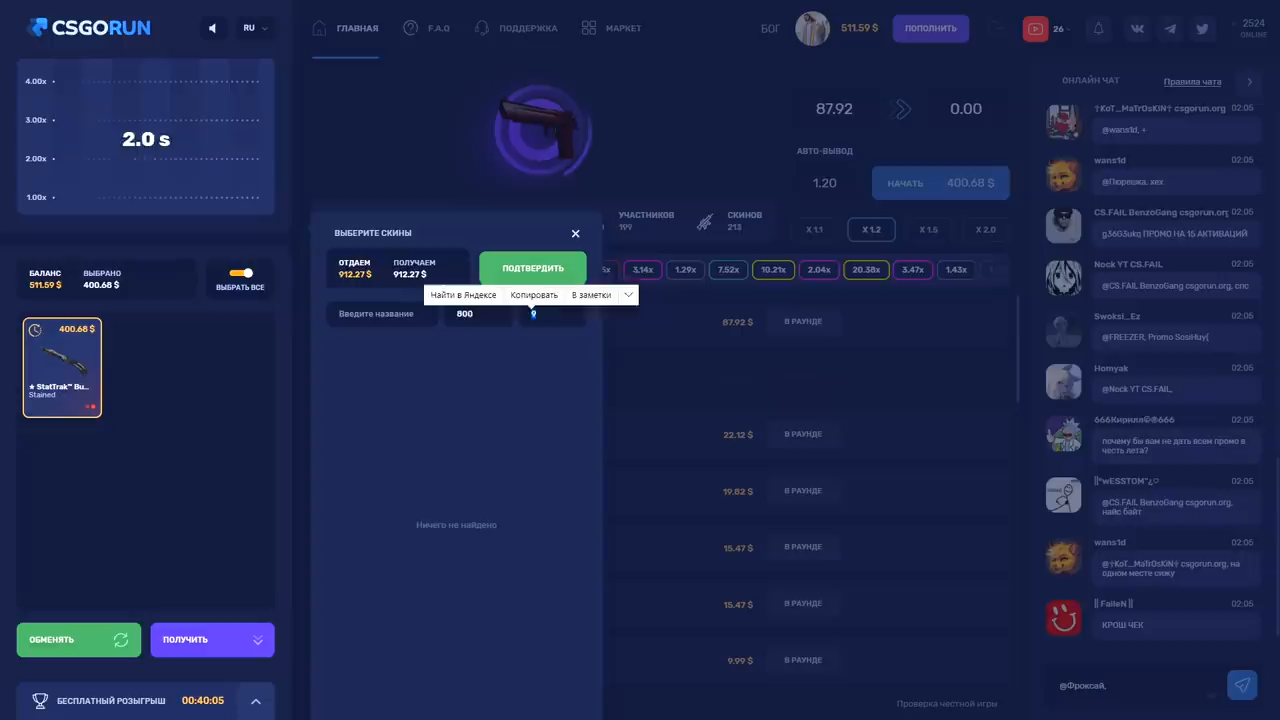 CSGORUN
RU
ГЛАВНАЯ
F.A.Q
ПОДДЕРЖКА
МАРКЕТ
БОГ
511.59 $
ПОПОЛНИТЬ
26
2524
ONLINE
4.00x
3.00x
2.00x
1.00x
2.0 s
БАЛАНС
511.59 $
ВЫБРАНО
400.68 $
ВЫБРАТЬ ВСЕ
400.68 $
★ StatTrak™ Bu...
Stained
ОБМЕНЯТЬ
ПОЛУЧИТЬ
БЕСПЛАТНЫЙ РОЗЫГРЫШ
00:40:05
ВЫБЕРИТЕ СКИНЫ
ОТДАЕМ
912.27 $
ПОЛУЧАЕМ
912.27 $
ПОДТВЕРДИТЬ
Найти в Яндексе
Копировать
В заметки
Введите название
800
9
Ничего не найдено
87.92
0.00
АВТО-ВЫВОД
1.20
НАЧАТЬ
400.68 $
УЧАСТНИКОВ
199
СКИНОВ
213
X 1.1
X 1.2
X 1.5
X 2.0
3.14x
1.29x
7.52x
10.21x
2.04x
20.38x
3.47x
1.43x
87.92 $
В РАУНДЕ
22.12 $
В РАУНДЕ
19.82 $
В РАУНДЕ
15.47 $
В РАУНДЕ
15.47 $
В РАУНДЕ
9.99 $
В РАУНДЕ
Проверка честной игры
ОНЛАЙН ЧАТ
Правила чата
†KoT_MaTrOsKiN† csgorun.org
02:05
@wans1d, +
wans1d
02:05
@Пюрешка, хех
CS.FAIL BenzoGang csgorun.org
02:05
g36G3ukq ПРОМО НА 15 АКТИВАЦИЙ
Nock YT CS.FAIL
02:05
@CS.FAIL BenzoGang csgorun.org, спс
Swoksi_Ez
02:05
@FREEZER, Promo SosiHuy(
Homyak
02:05
@Nock YT CS.FAIL,
666Кирилл©®666
02:05
почему бы вам не дать всем промо в
честь лета?
02:05
@CS.FAIL BenzoGang csgorun.org,
найс байт
wans1d
02:05
@†KoT_MaTrOsKiN† csgorun.org, на
одном месте сижу
|| FalleN ||
02:05
КРОШ ЧЕК
@Фроксай,